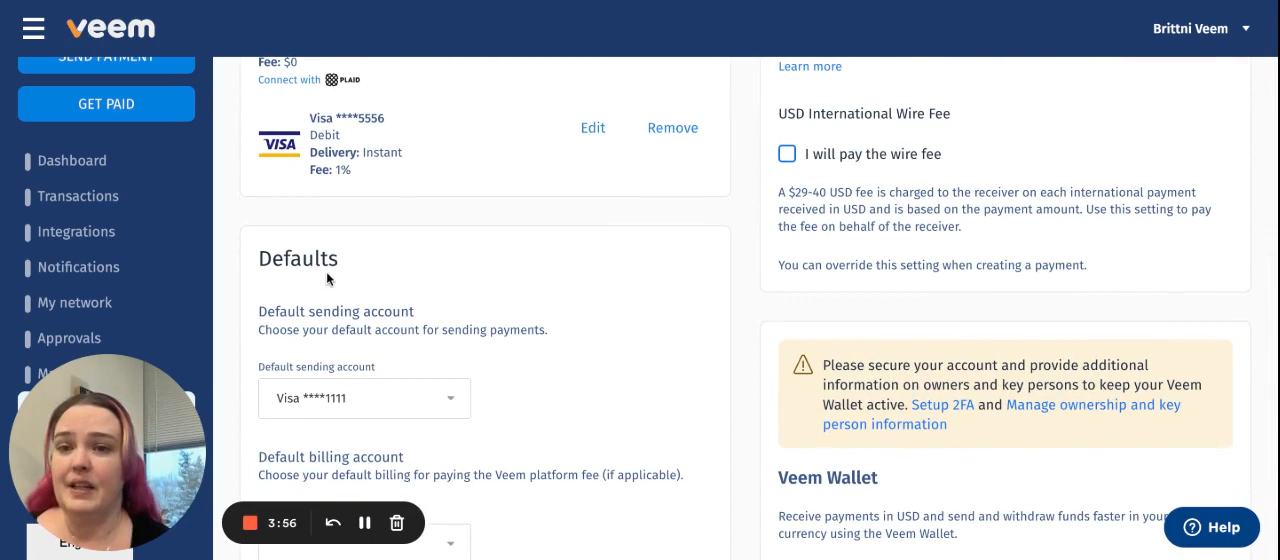 veem
Brittni Veem
SEND PAYMENT
GET PAID
Dashboard
Transactions
Integrations
Notifications
My network
Approvals
Fee: $0
Connect with PLAID
VISA
Visa ****5556
Debit
Delivery: Instant
Fee: 1%
Edit
Remove
Defaults
Default sending account
Choose your default account for sending payments.
Default sending account
Visa ****1111
Default billing account
Choose your default billing for paying the Veem platform fee (if applicable).
3:56
Learn more
USD International Wire Fee
I will pay the wire fee
A $29-40 USD fee is charged to the receiver on each international payment
received in USD and is based on the payment amount. Use this setting to pay
the fee on behalf of the receiver.
You can override this setting when creating a payment.
Please secure your account and provide additional
information on owners and key persons to keep your Veem
Wallet active. Setup 2FA and Manage ownership and key
person information
Veem Wallet
Receive payments in USD and send and withdraw funds faster in your
currency using the Veem Wallet.
Help